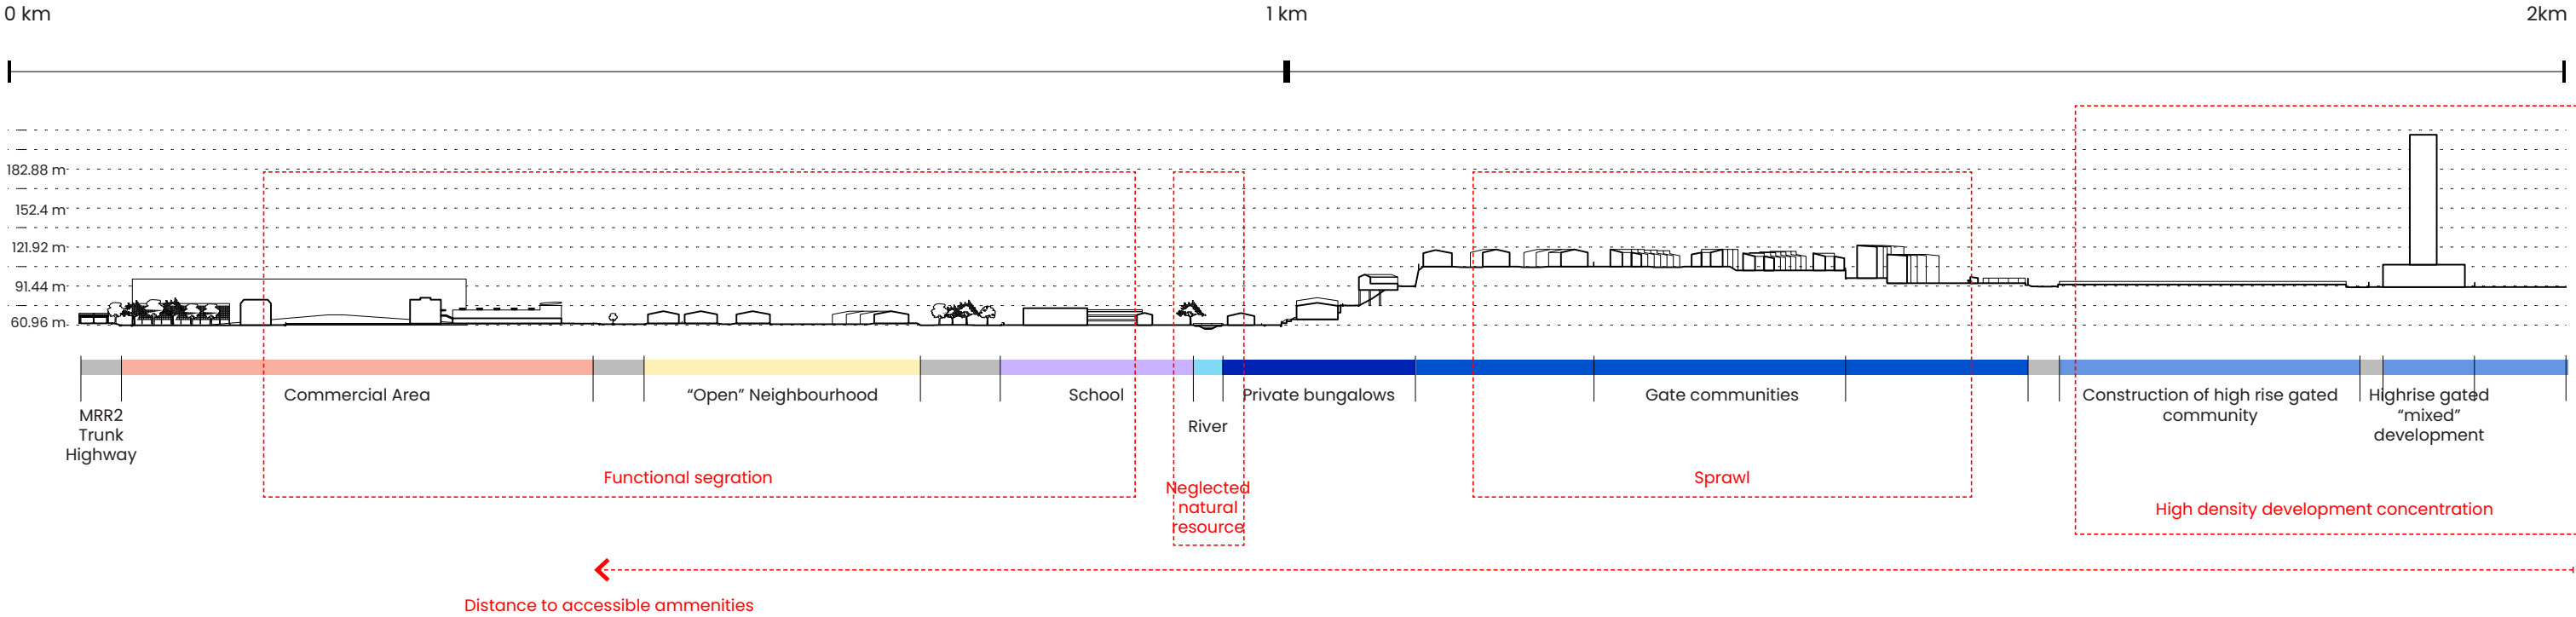 0 km
1 km
2km
182.88 m
152.4 m
121.92 m
91.44 m
60.96 m
Commercial Area
“Open” Neighbourhood
School
Private bungalows
Gate communities
Construction of high rise gated
community
Highrise gated
“mixed”
development
MRR2
Trunk
Highway
River
Functional segration
Neglected
natural
resource
Sprawl
High density development concentration
Distance to accessible ammenities